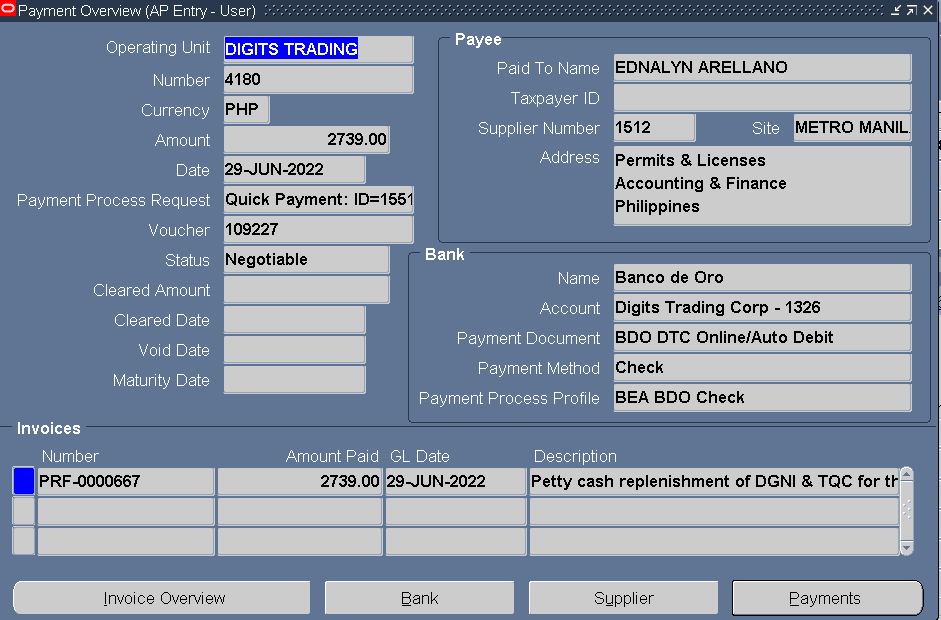 Payment Overview (AP Entry - User)
Operating Unit DIGITS TRADING
Number 4180
Currency PHP
Amount 2739.00
Date 29-JUN-2022
Payment Process Request Quick Payment: ID=1551
Voucher 109227
Status Negotiable
Cleared Amount
Cleared Date
Void Date
Maturity Date
Payee
Paid To Name EDNALYN ARELLANO
Taxpayer ID
Supplier Number 1512 Site METRO MANIL
Address Permits & Licenses
Accounting & Finance
Philippines
Bank
Name Banco de Oro
Account Digits Trading Corp - 1326
Payment Document BDO DTC Online/Auto Debit
Payment Method Check
Payment Process Profile BEA BDO Check
Invoices
Number Amount Paid GL Date Description
PRF-0000667 2739.00 29-JUN-2022 Petty cash replenishment of DGNI & TQC for th
Invoice Overview Bank Supplier Payments